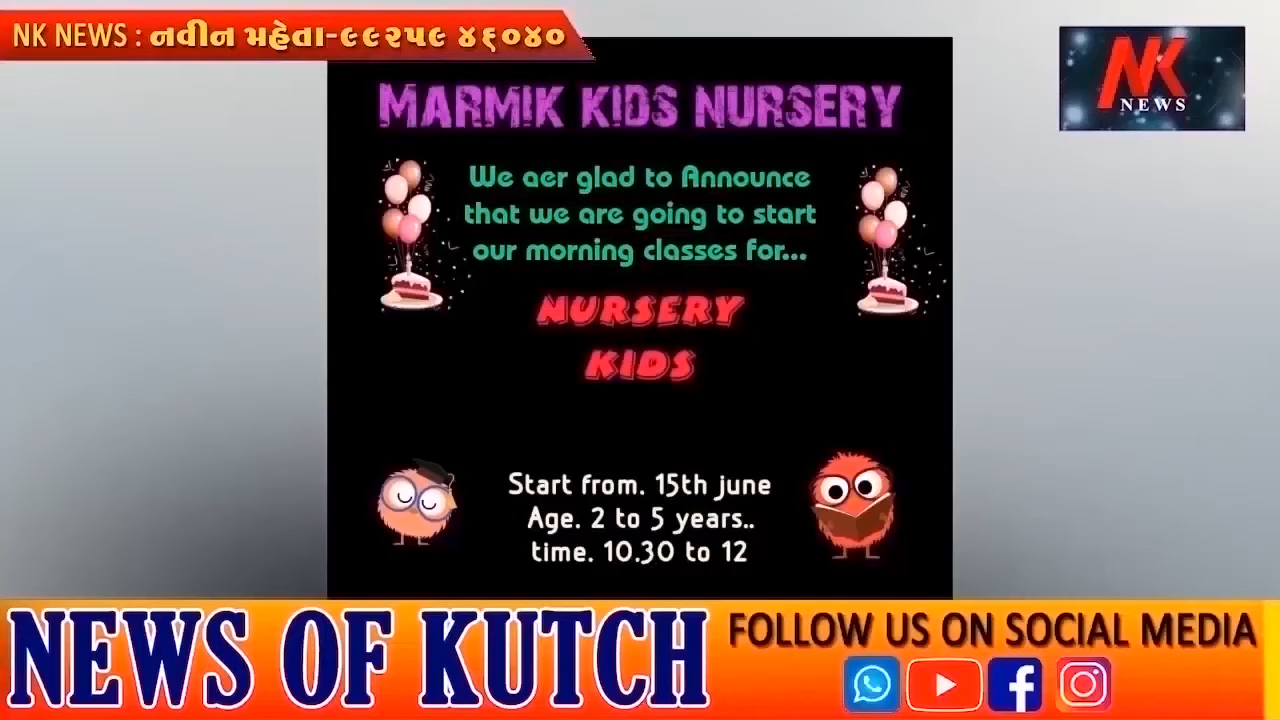 NK NEWS : નવીન મહેતા-૯૯૨૫૯ ૪૬૦૪૦
NK
NEWS
MARMIK KIDS NURSERY
We aer glad to Announce
that we are going to start
our morning classes for...
NURSERY
KIDS
Start from. 15th june
Age. 2 to 5 years..
time. 10.30 to 12
NEWS OF KUTCH
FOLLOW US ON SOCIAL MEDIA